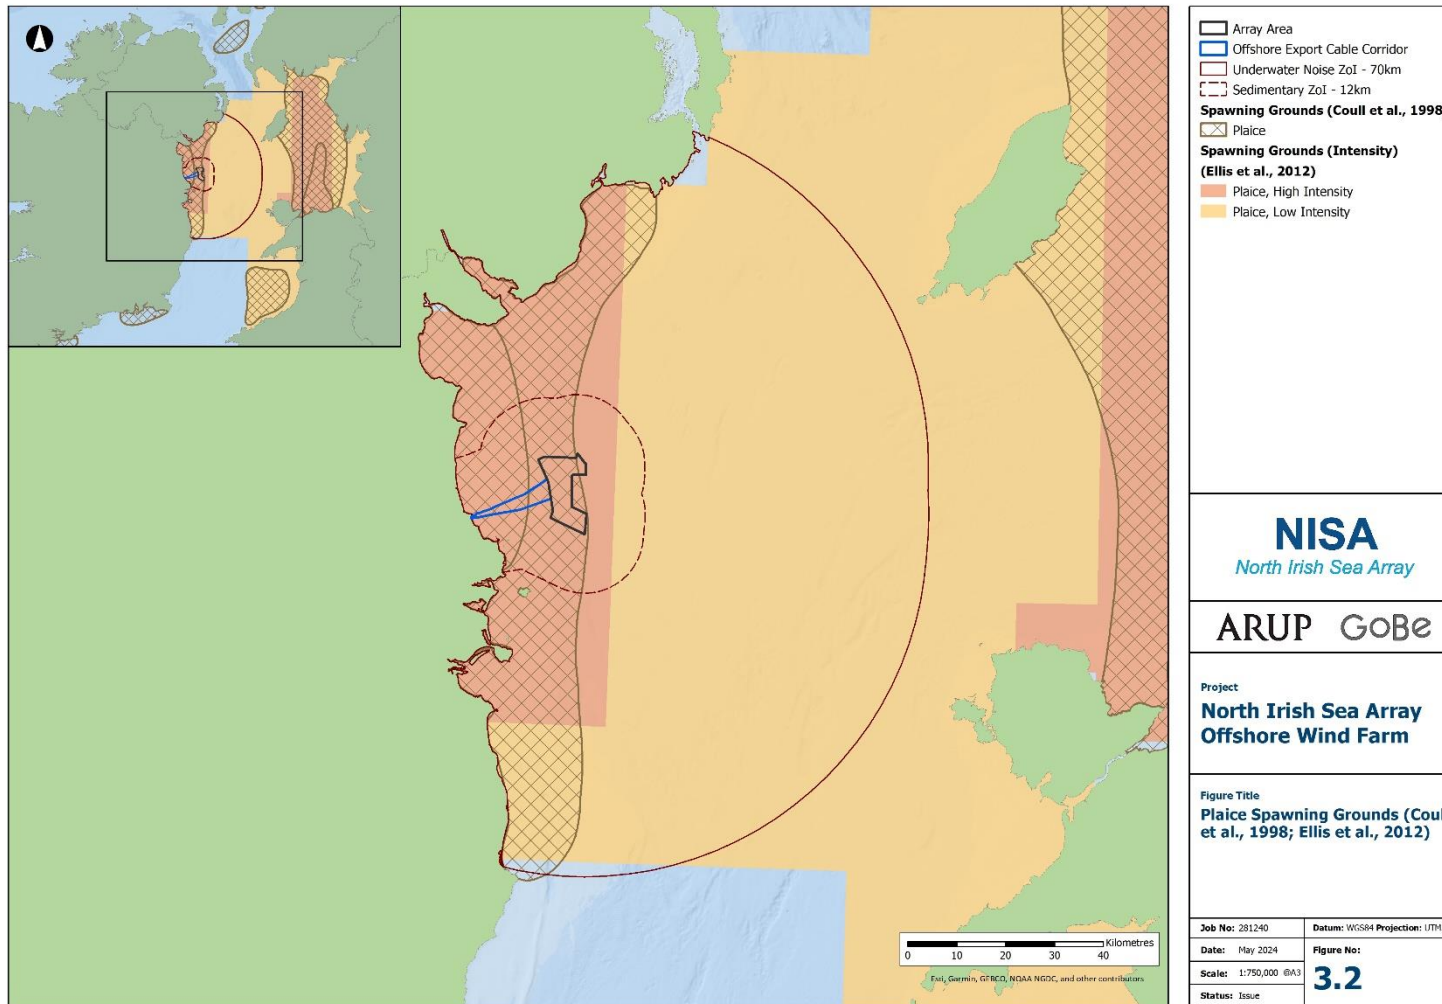 Array Area
Offshore Export Cable Corridor
Underwater Noise ZoI - 70km
Sedimentary ZoI - 12km
Spawning Grounds (Coull et al., 1998
Plaice
Spawning Grounds (Intensity)
(Ellis et al., 2012)
Plaice, High Intensity
Plaice, Low Intensity
NISA
North Irish Sea Array
ARUP GoBe
Project
North Irish Sea Array
Offshore Wind Farm
Figure Title
Plaice Spawning Grounds (Coul
et al., 1998; Ellis et al., 2012)
Job No: 281240
Datum: WGS84 Projection: UTM
Date: May 2024
Figure No:
Scale: 1:750,000 @A3
3.2
Status: Issue
Kilometres
0 10 20 30 40
Esri, Garmin, GEBCO, NOAA NGDC, and other contributors